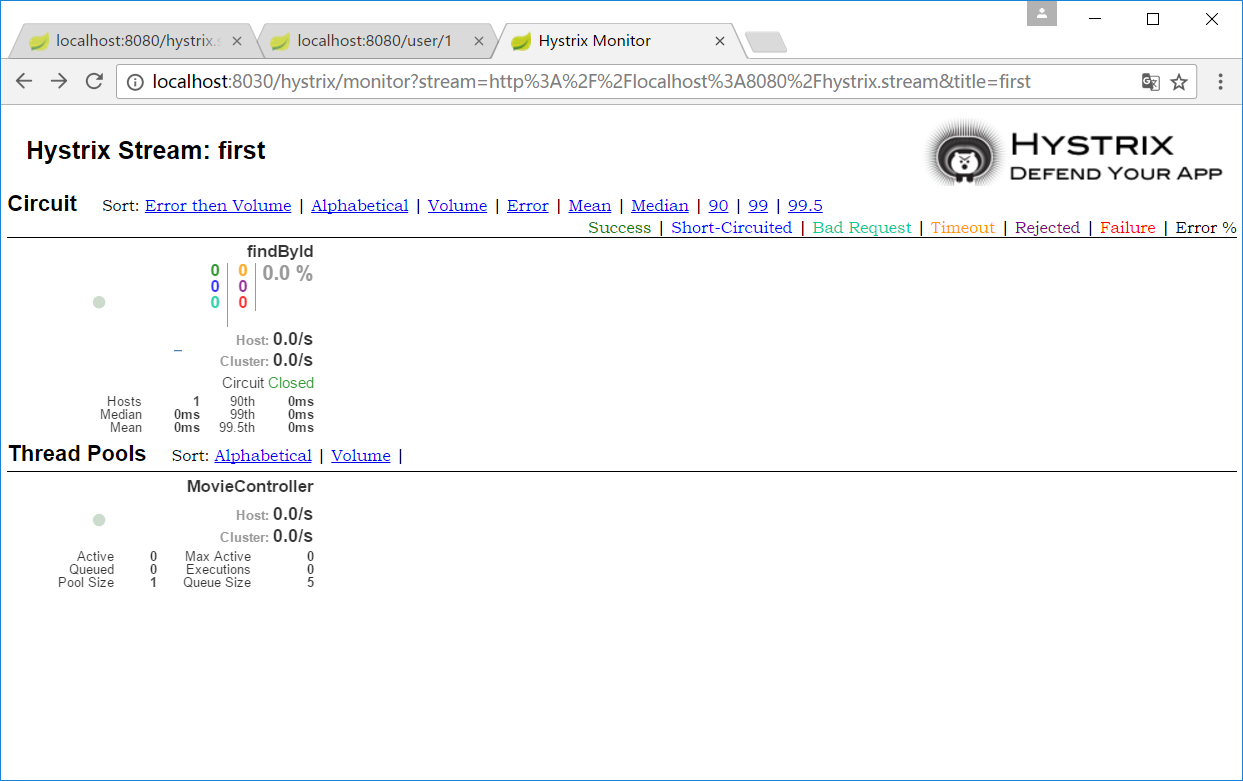 localhost:8080/hystrix.s
localhost:8080/user/1
Hystrix Monitor
localhost:8030/hystrix/monitor?stream=http%3A%2F%2Flocalhost%3A8080%2Fhystrix.stream&title=first
Hystrix Stream: first
HYSTRIX
DEFEND YOUR APP
Circuit Sort: Error then Volume | Alphabetical | Volume | Error | Mean | Median | 90 | 99 | 99.5
Success | Short-Circuited | Bad Request | Timeout | Rejected | Failure | Error %
findById
0 0 0.0 %
0 0
0 0
Host: 0.0/s
Cluster: 0.0/s
Circuit Closed
Hosts 1 90th 0ms
Median 0ms 99th 0ms
Mean 0ms 99.5th 0ms
Thread Pools Sort: Alphabetical | Volume |
MovieController
Host: 0.0/s
Cluster: 0.0/s
Active 0 Max Active 0
Queued 0 Executions 0
Pool Size 1 Queue Size 5